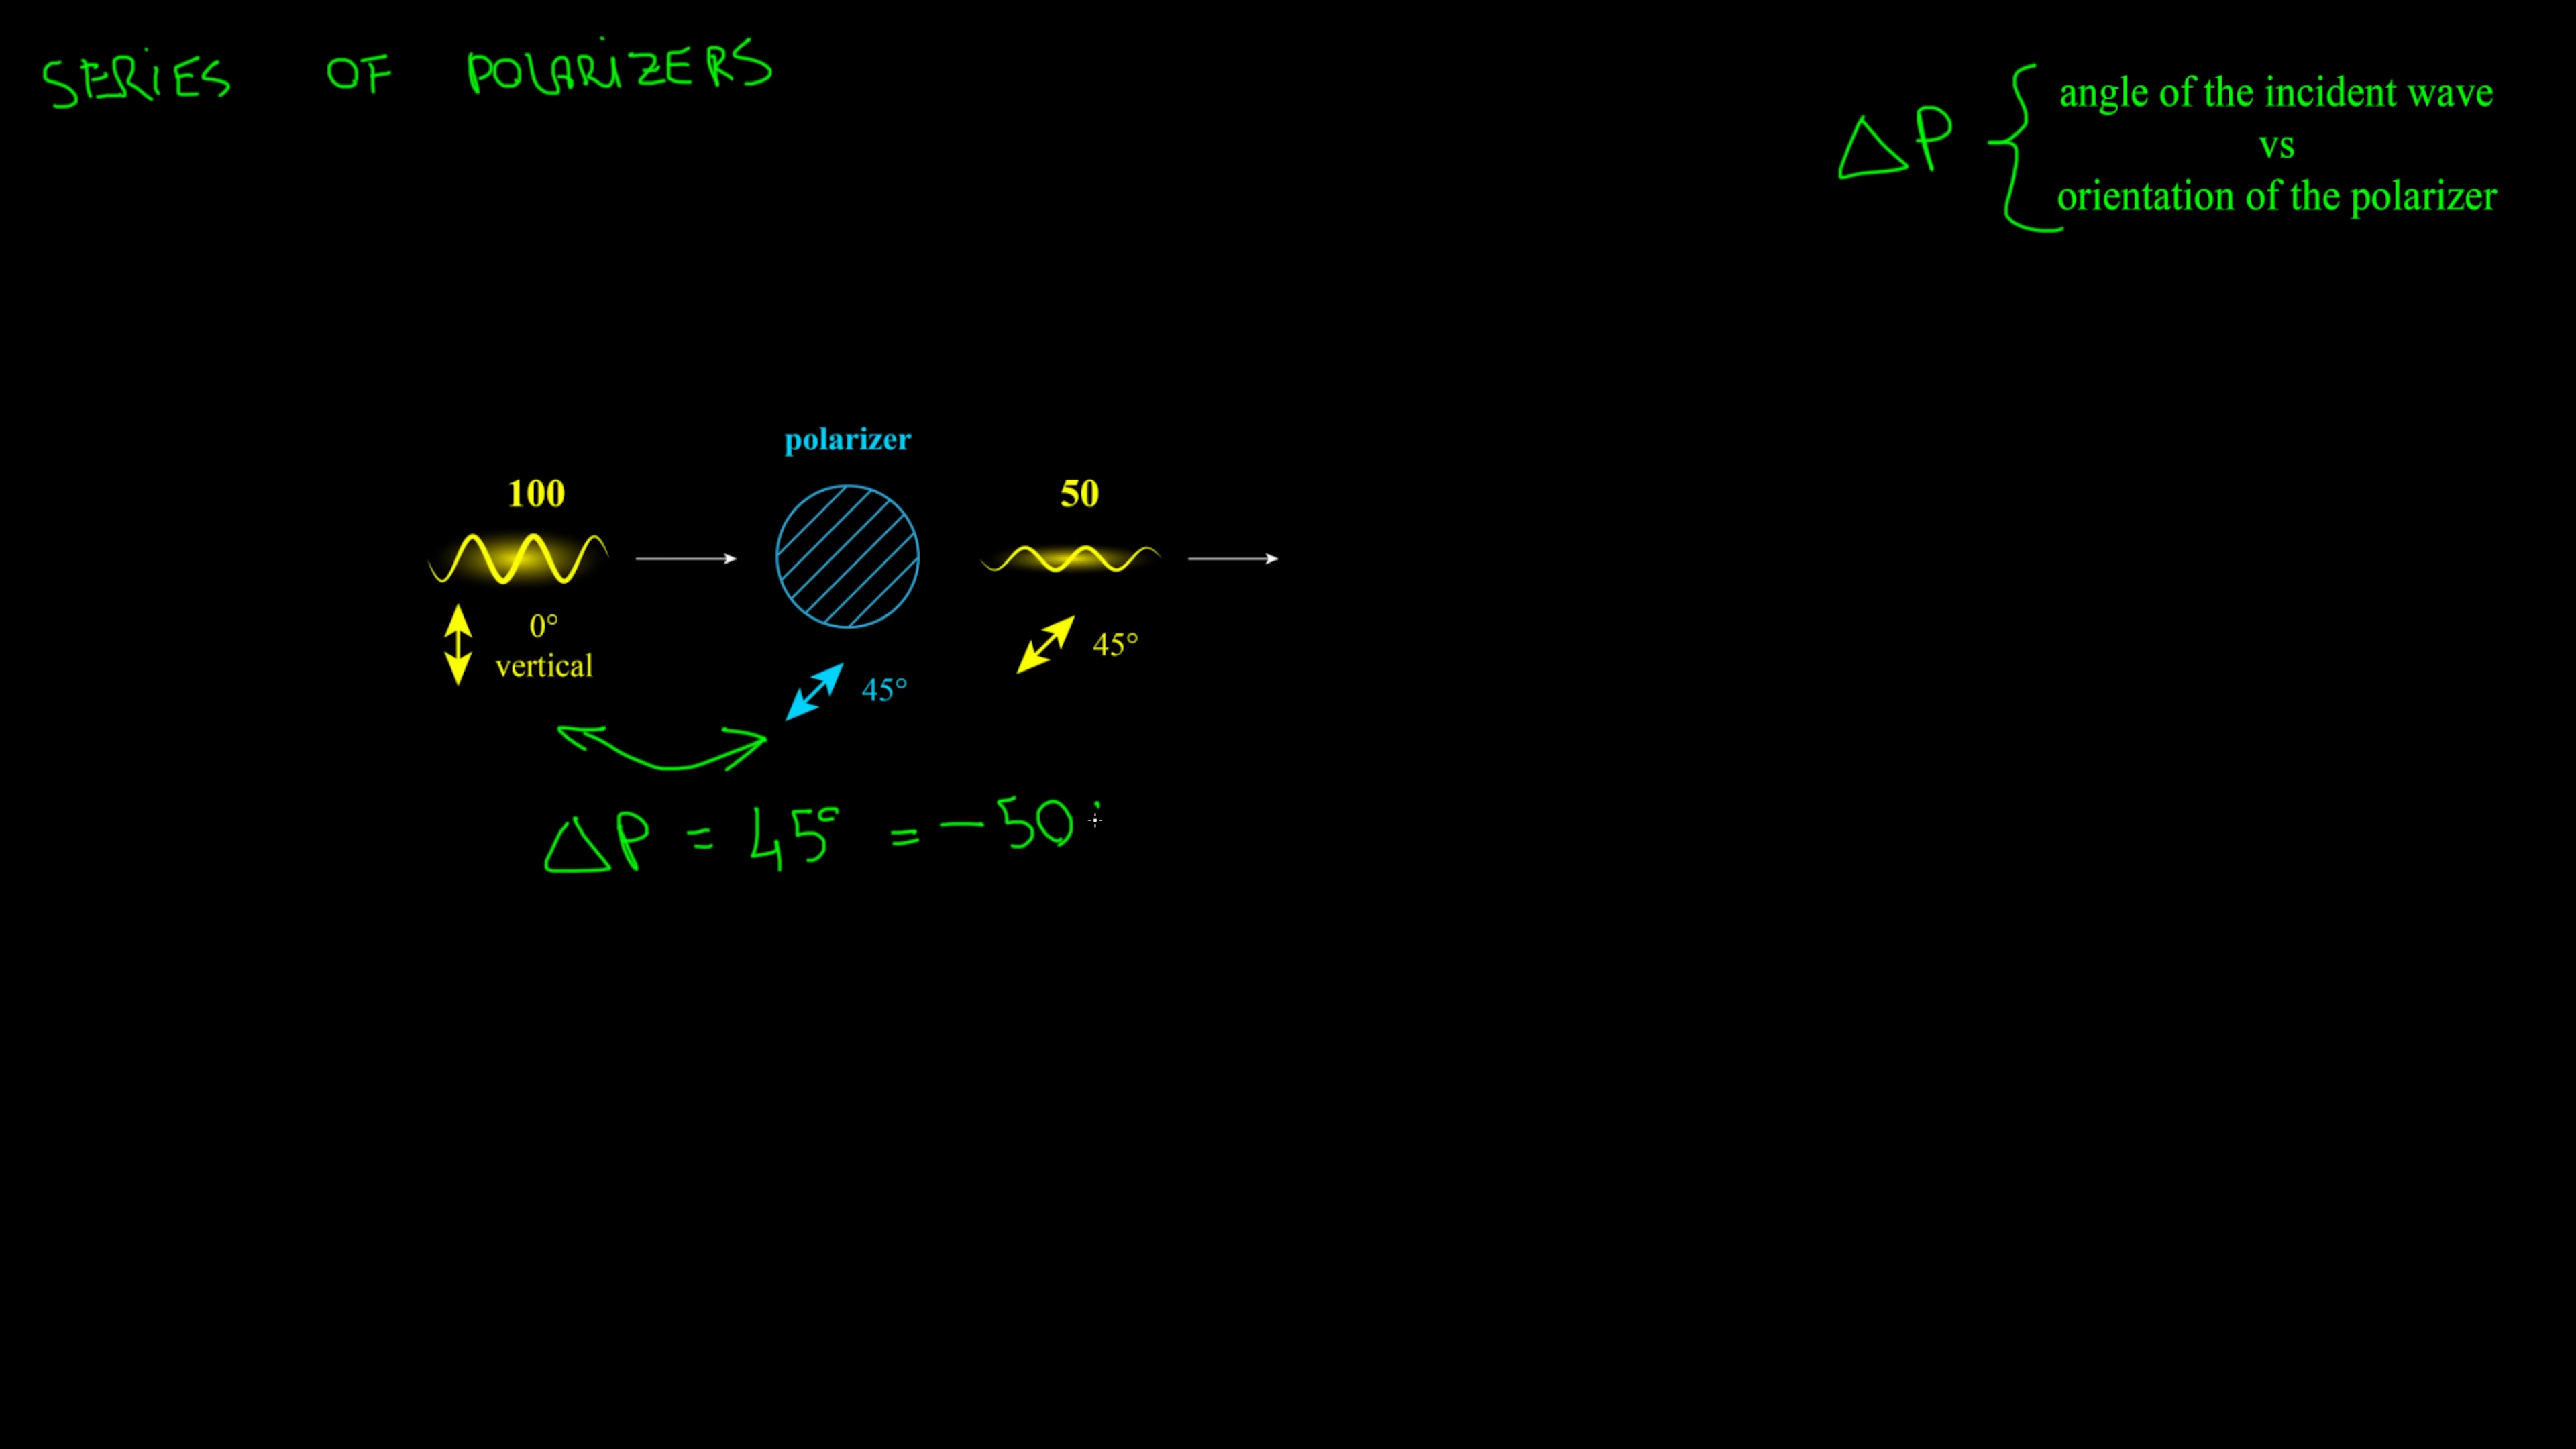 SERIES OF POLARIZERS
ΔP { angle of the incident wave
vs
orientation of the polarizer
polarizer
100
50
0°
vertical
45°
45°
ΔP = 45° = -50